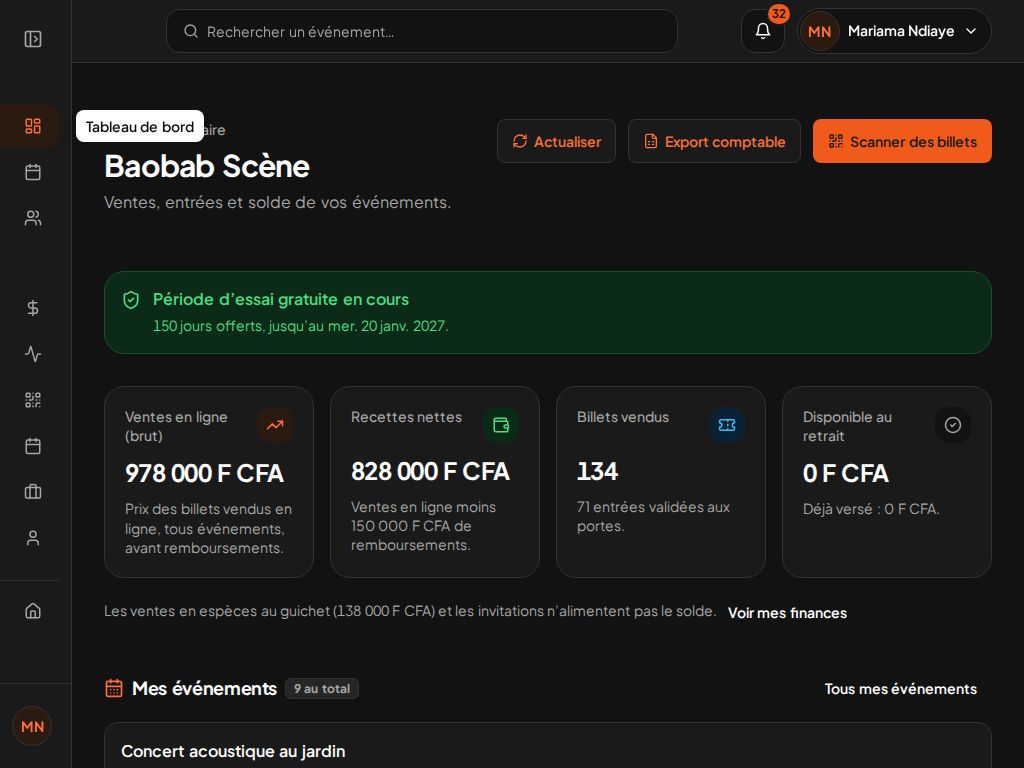 Rechercher un événement...
32
MN
Mariama Ndiaye
Tableau de bord
Baobab Scène
Ventes, entrées et solde de vos événements.
Actualiser
Export comptable
Scanner des billets
Période d’essai gratuite en cours
150 jours offerts, jusqu’au mer. 20 janv. 2027.
Ventes en ligne
(brut)
978 000 F CFA
Prix des billets vendus en
ligne, tous événements,
avant remboursements.
Recettes nettes
828 000 F CFA
Ventes en ligne moins
150 000 F CFA de
remboursements.
Billets vendus
134
71 entrées validées aux
portes.
Disponible au
retrait
0 F CFA
Déjà versé : 0 F CFA.
Les ventes en espèces au guichet (138 000 F CFA) et les invitations n’alimentent pas le solde.
Voir mes finances
Mes événements
9 au total
Tous mes événements
Concert acoustique au jardin
MN